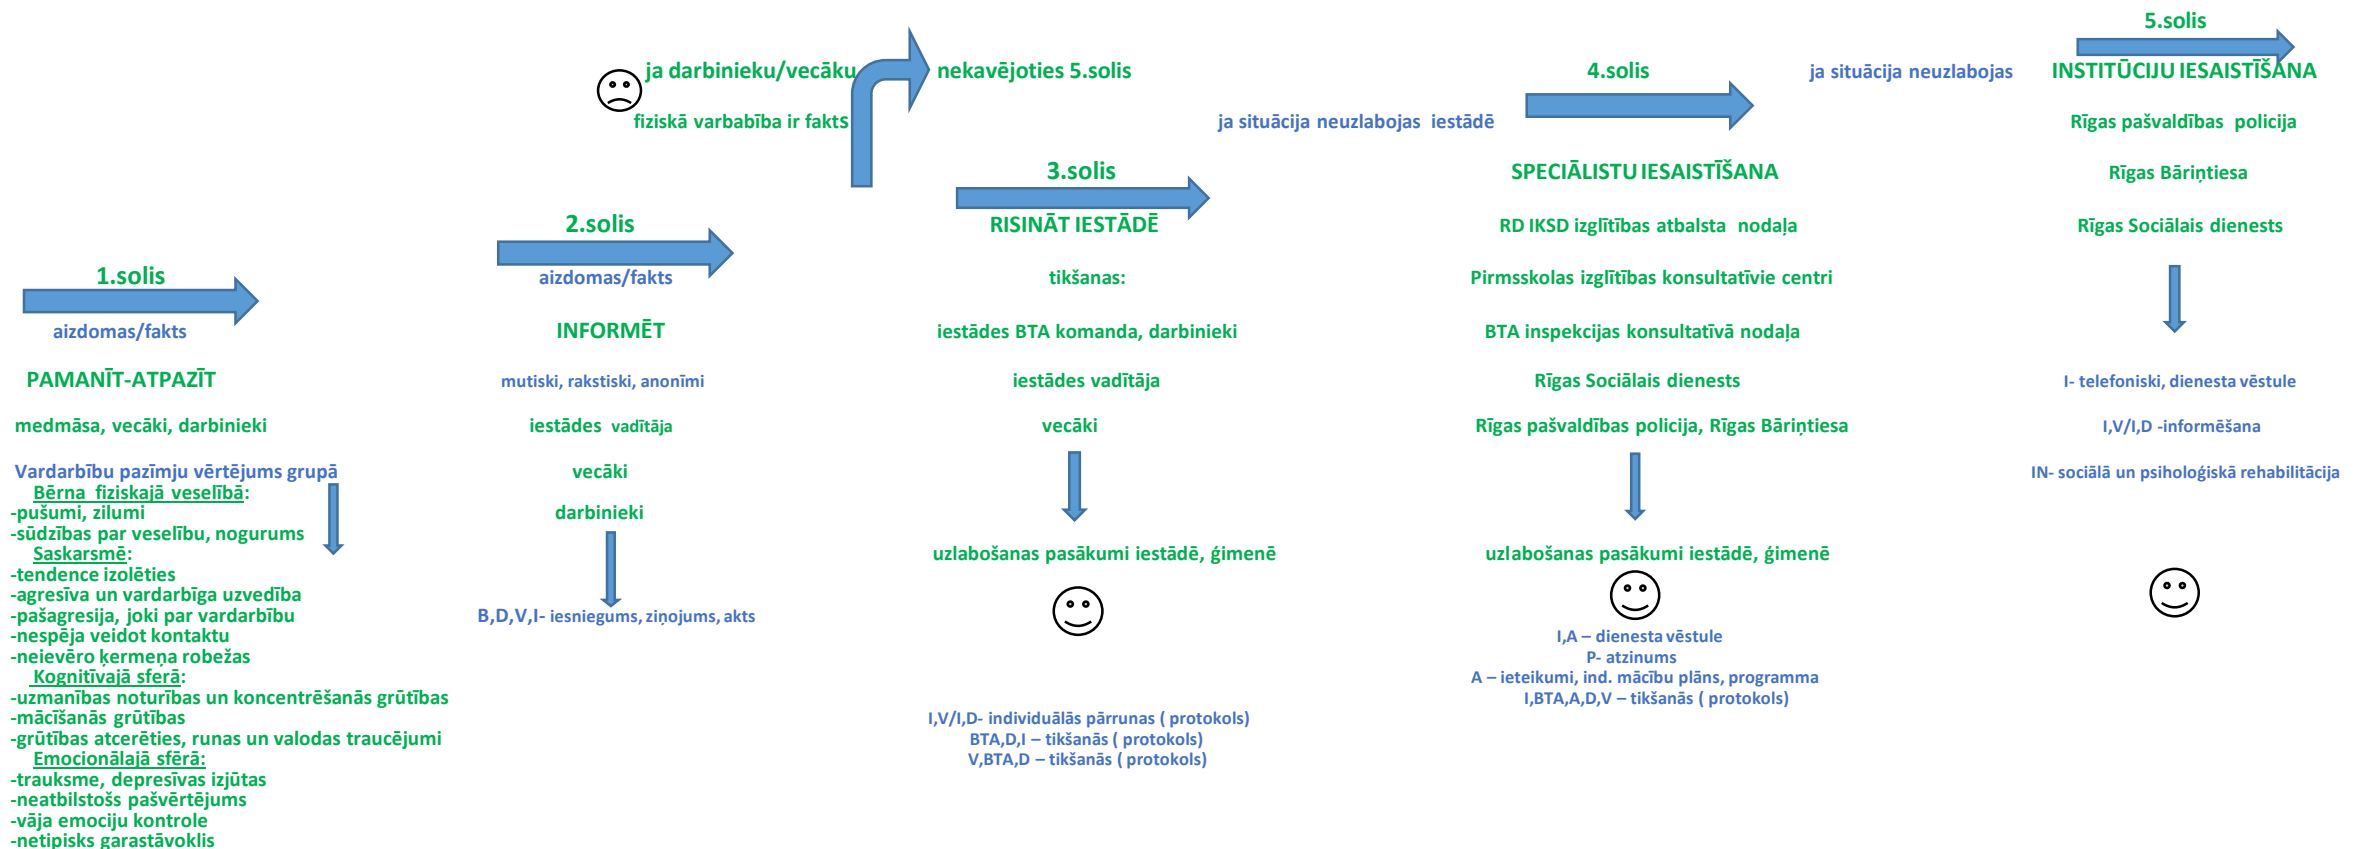 1.solis
aizdomas/fakts
PAMANĪT-ATPAZĪT
medmāsa, vecāki, darbinieki
Vardarbību pazīmju vērtējums grupā
Bērna  fiziskajā veselībā:
-pušumi, zilumi
-sūdzības par veselību, nogurums
Saskarsmē:
-tendence izolēties
-agresīva un vardarbīga uzvedība
-pašagresija, joki par vardarbību
-nespēja veidot kontaktu
-neievēro ķermeņa robežas
Kognitīvajā sferā:
-uzmanības noturības un koncentrēšanās grūtības
-mācīšanās grūtības
-grūtības atcerēties, runas un valodas traucējumi
Emocionālajā sfērā:
-trauksme, depresīvas izjūtas
-neatbilstošs pašvērtējums
-vāja emociju kontrole
-netipisks garastāvoklis
2.solis
aizdomas/fakts
INFORMĒT
mutiski, rakstiski, anonīmi
iestādes  vadītāja
vecāki
darbinieki
B,D,V,I- iesniegums, ziņojums, akts
ja darbinieku/vecāku
fiziskā varbabība ir fakts
nekavējoties 5.solis
3.solis
RISINĀT IESTĀDĒ
tikšanas:
iestādes BTA komanda, darbinieki
iestādes vadītāja
vecāki
uzlabošanas pasākumi iestādē, ģimenē
I,V/I,D- individuālās pārrunas ( protokols)
BTA,D,I – tikšanās ( protokols)
V,BTA,D – tikšanās ( protokols)
ja situācija neuzlabojas  iestādē
4.solis
SPECIĀLISTU IESAISTĪŠANA
RD IKSD izglītības atbalsta  nodaļa
Pirmsskolas izglītības konsultatīvie centri
BTA inspekcijas konsultatīvā nodaļa
Rīgas Sociālais dienests
Rīgas pašvaldības policija, Rīgas Bāriņtiesa
uzlabošanas pasākumi iestādē, ģimenē
I,A – dienesta vēstule
P- atzinums
A – ieteikumi, ind. mācību plāns, programma
I,BTA,A,D,V – tikšanās ( protokols)
ja situācija neuzlabojas
5.solis
INSTITŪCIJU IESAISTĪŠANA
Rīgas pašvaldības  policija
Rīgas Bāriņtiesa
Rīgas Sociālais dienests
I- telefoniski, dienesta vēstule
I,V/I,D -informēšana
IN- sociālā un psiholoģiskā rehabilitācija